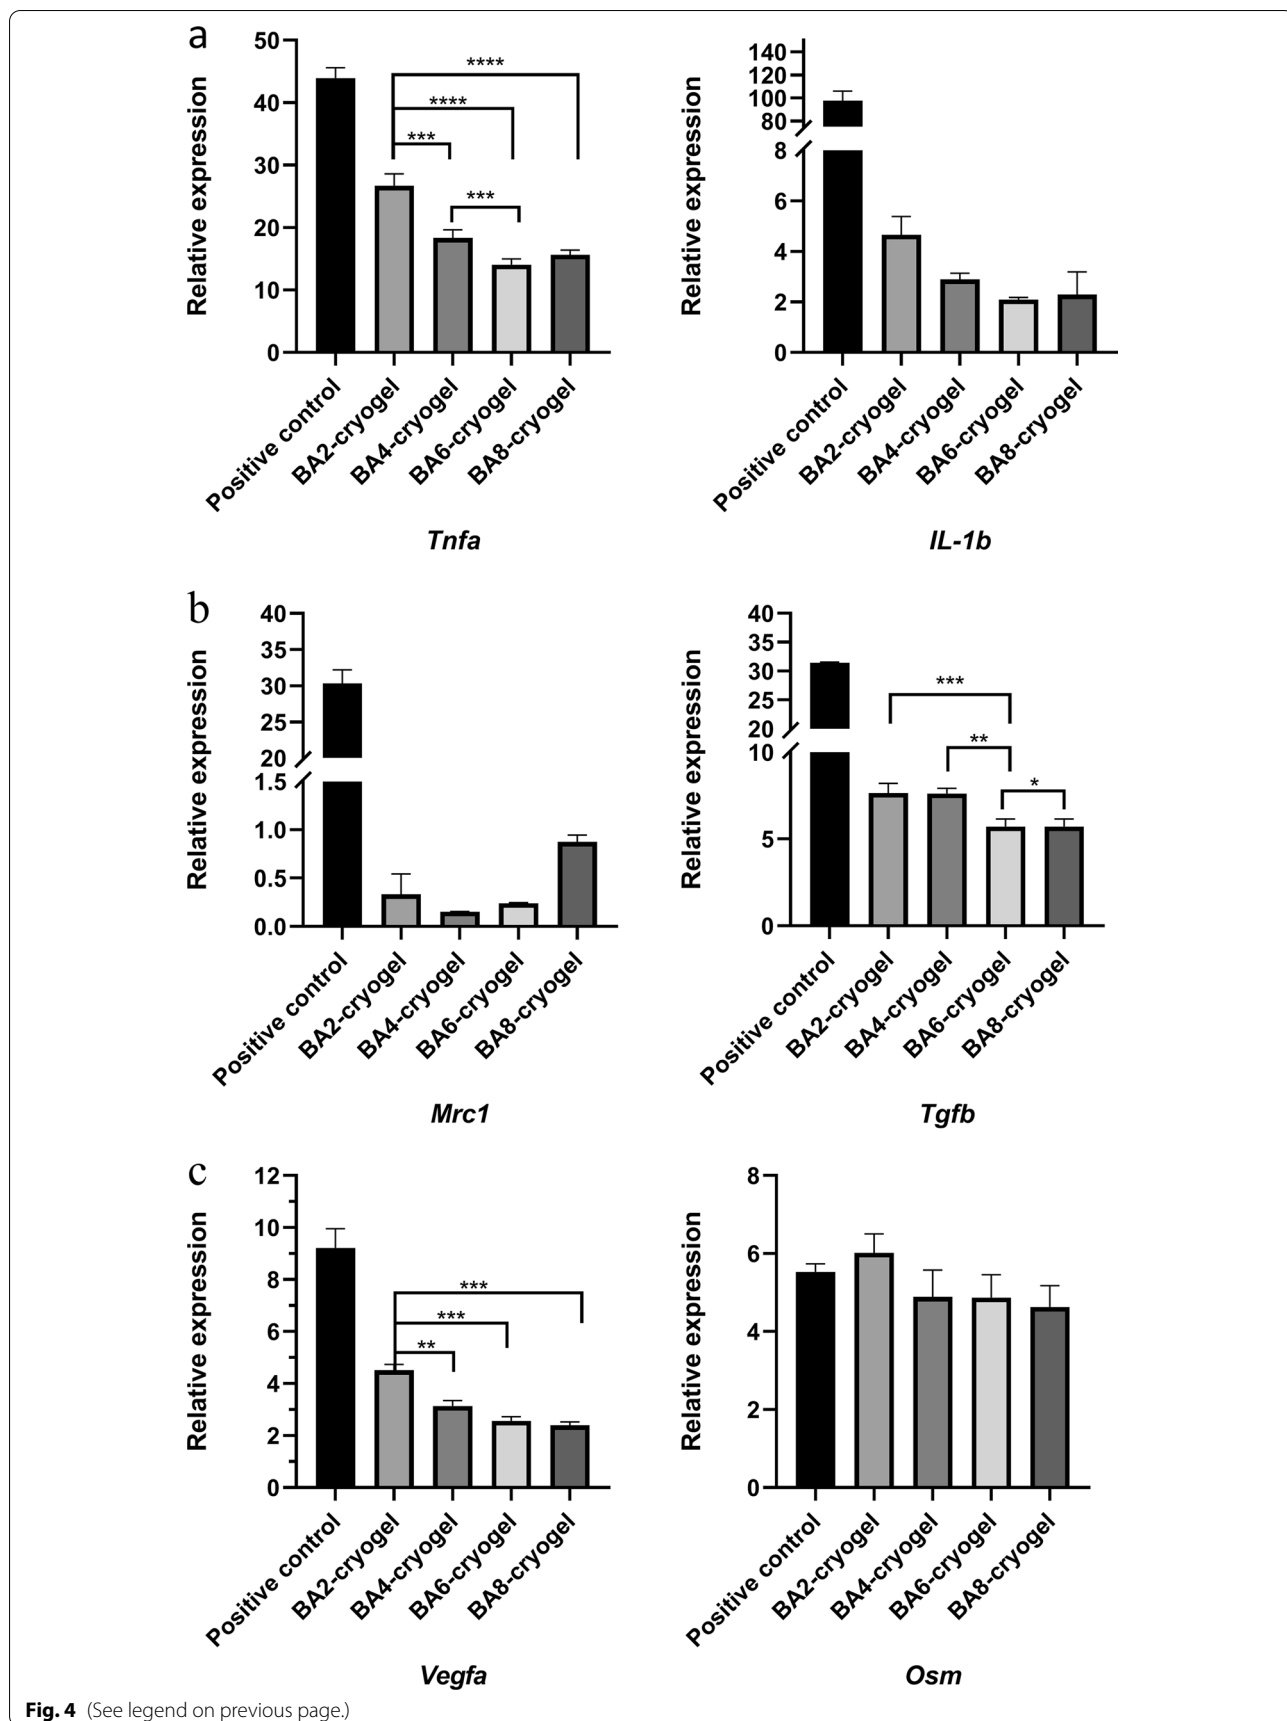 a
Relative expression
50
40
30
20
10
0
****
****
***
***
Positive control
BA2-cryogel
BA4-cryogel
BA6-cryogel
BA8-cryogel
Tnfa
Relative expression
140
120
100
80
8
6
4
2
0
Positive control
BA2-cryogel
BA4-cryogel
BA6-cryogel
BA8-cryogel
IL-1b
b
Relative expression
40
35
30
25
20
1.5
1.0
0.5
0.0
Positive control
BA2-cryogel
BA4-cryogel
BA6-cryogel
BA8-cryogel
Mrc1
Relative expression
40
35
30
25
20
10
5
0
***
**
*
Positive control
BA2-cryogel
BA4-cryogel
BA6-cryogel
BA8-cryogel
Tgfb
c
Relative expression
12
10
8
6
4
2
0
***
***
**
Positive control
BA2-cryogel
BA4-cryogel
BA6-cryogel
BA8-cryogel
Vegfa
Relative expression
8
6
4
2
0
Positive control
BA2-cryogel
BA4-cryogel
BA6-cryogel
BA8-cryogel
Osm
Fig. 4 (See legend on previous page.)